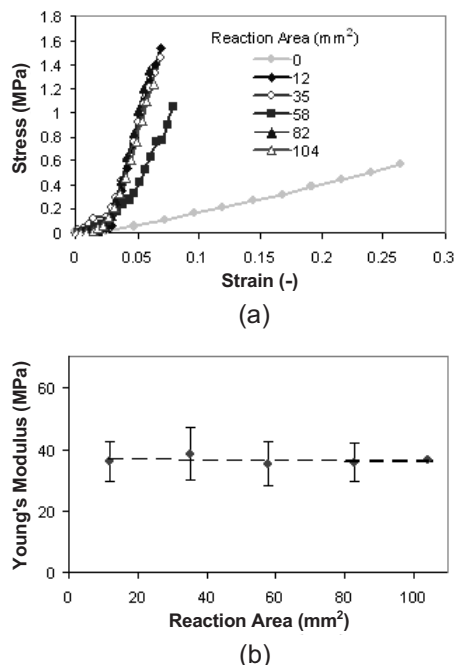 1.8
1.6
1.4
1.2
1
0.8
0.6
0.4
0.2
0
Stress (MPa)
Reaction Area (mm²)
0
12
35
58
82
104
0 0.05 0.1 0.15 0.2 0.25 0.3
Strain (-)
(a)
60
40
20
0
Young's Modulus (MPa)
0 20 40 60 80 100
Reaction Area (mm²)
(b)